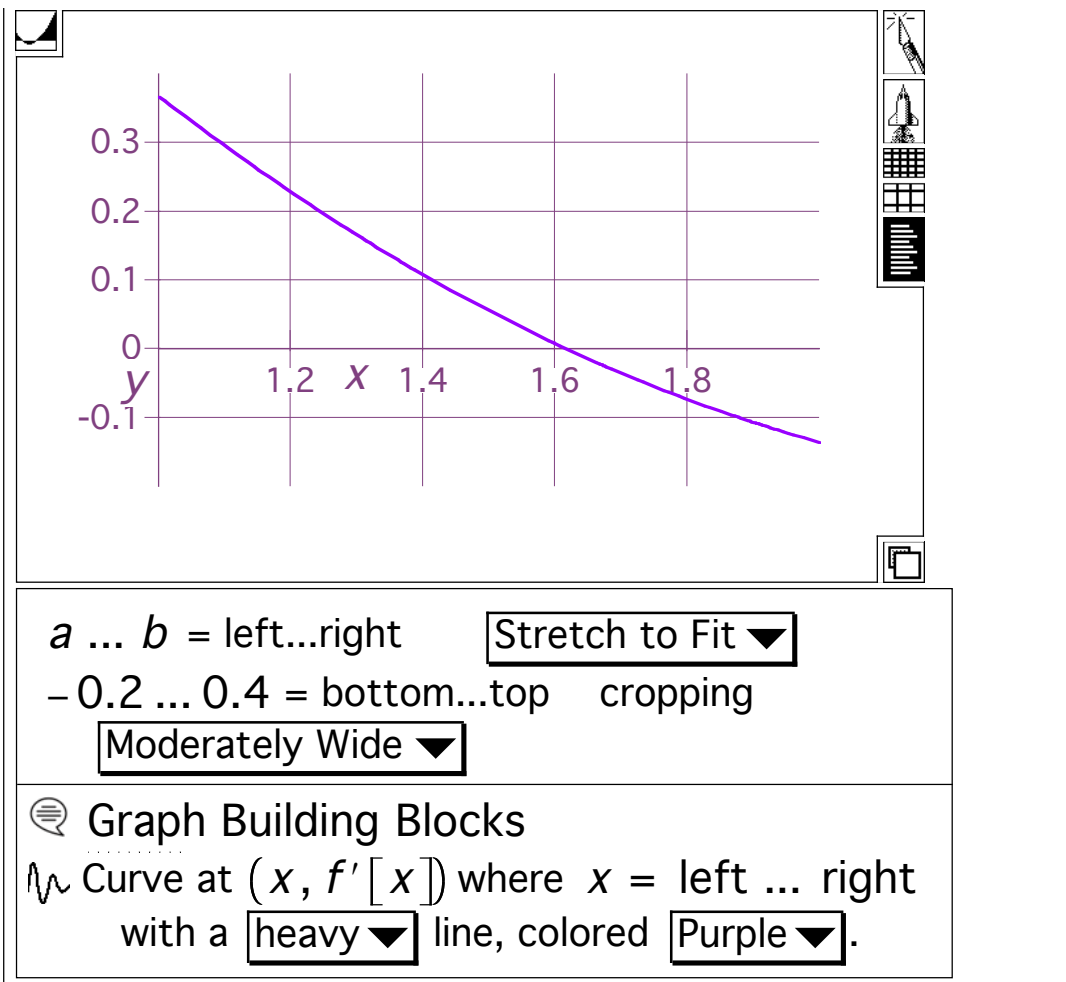 0.3
0.2
0.1
0
y 1.2 x 1.4 1.6 1.8
-0.1
a ... b = left...right Stretch to Fit
–0.2 ... 0.4 = bottom...top cropping
Moderately Wide
Graph Building Blocks
Curve at (x, f′[x]) where x = left ... right
with a heavy line, colored Purple .